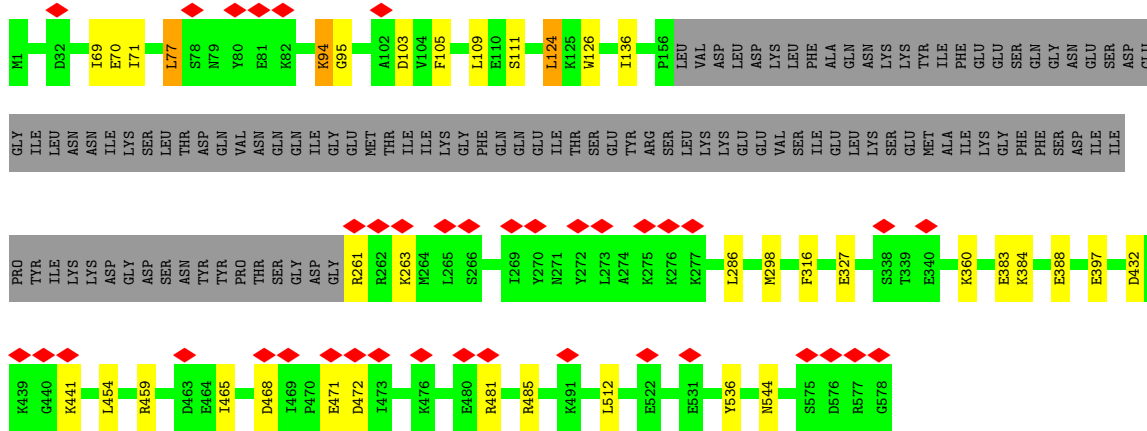 M1 D32 I69 E70 I71 L77 S78 N79 Y80 E81 K82 K94 G95 A102 D103 V104 F105 L109 E110 S111 L124 K125 W126 I136 P156 LEU VAL ASP LEU ASP LYS LEU PHE ALA GLN ASN LYS LYS TYR ILE PHE GLU GLU SER GLN GLY ASN GLU SER ASP GLU
GLY ILE LEU ASN ASN ILE LYS SER LEU THR ASP GLN VAL ASN GLN GLN ILE GLY GLU MET THR ILE ILE LYS GLY PHE GLN GLN GLU ILE THR SER GLU TYR ARG SER LEU LYS LYS GLU GLU VAL SER ILE GLU LEU LYS SER GLU MET ALA ILE LYS GLY PHE PHE SER ASP ILE ILE
PRO TYR ILE LYS LYS ASP GLY ASP SER ASN TYR TYR PRO THR SER GLY ASP GLY R261 R262 K263 M264 L265 S266 I269 Y270 N271 Y272 L273 A274 K275 K276 K277 L286 M298 F316 E327 S338 T339 E340 K360 E383 K384 E388 E397 D432
K439 G440 K441 L454 R459 D463 E464 I465 D468 I469 P470 E471 D472 I473 K476 E480 R481 R485 K491 L512 E522 E531 Y536 N544 S575 D576 R577 G578